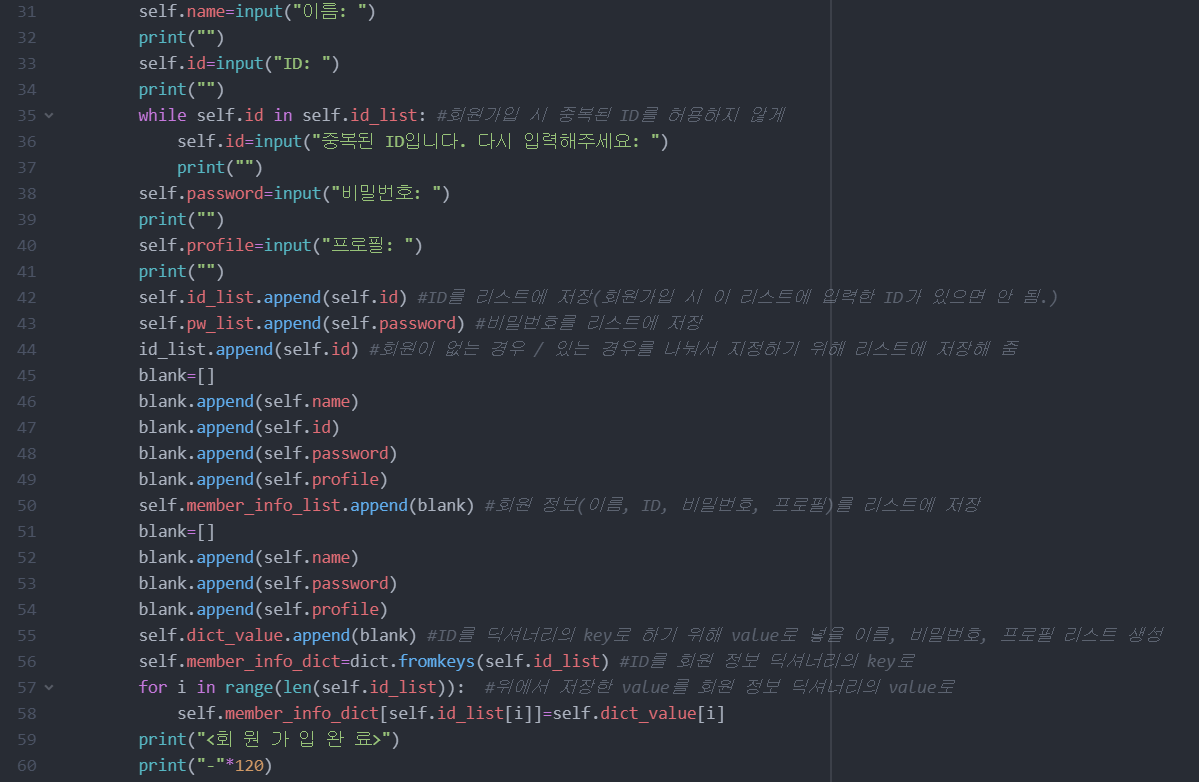 31 self.name=input("이름: ")
32 print("")
33 self.id=input("ID: ")
34 print("")
35 while self.id in self.id_list: #회원가입 시 중복된 ID를 허용하지 않게
36 self.id=input("중복된 ID입니다. 다시 입력해주세요: ")
37 print("")
38 self.password=input("비밀번호: ")
39 print("")
40 self.profile=input("프로필: ")
41 print("")
42 self.id_list.append(self.id) #ID를 리스트에 저장(회원가입 시 이 리스트에 입력한 ID가 있으면 안 됨.)
43 self.pw_list.append(self.password) #비밀번호를 리스트에 저장
44 id_list.append(self.id) #회원이 없는 경우 / 있는 경우를 나눠서 지정하기 위해 리스트에 저장해 줌
45 blank=[]
46 blank.append(self.name)
47 blank.append(self.id)
48 blank.append(self.password)
49 blank.append(self.profile)
50 self.member_info_list.append(blank) #회원 정보(이름, ID, 비밀번호, 프로필)를 리스트에 저장
51 blank=[]
52 blank.append(self.name)
53 blank.append(self.password)
54 blank.append(self.profile)
55 self.dict_value.append(blank) #ID를 딕셔너리의 key로 하기 위해 value로 넣을 이름, 비밀번호, 프로필 리스트 생성
56 self.member_info_dict=dict.fromkeys(self.id_list) #ID를 회원 정보 딕셔너리의 key로
57 for i in range(len(self.id_list)): #위에서 저장한 value를 회원 정보 딕셔너리의 value로
58 self.member_info_dict[self.id_list[i]]=self.dict_value[i]
59 print("<회 원 가 입 완 료>")
60 print("-"*120)